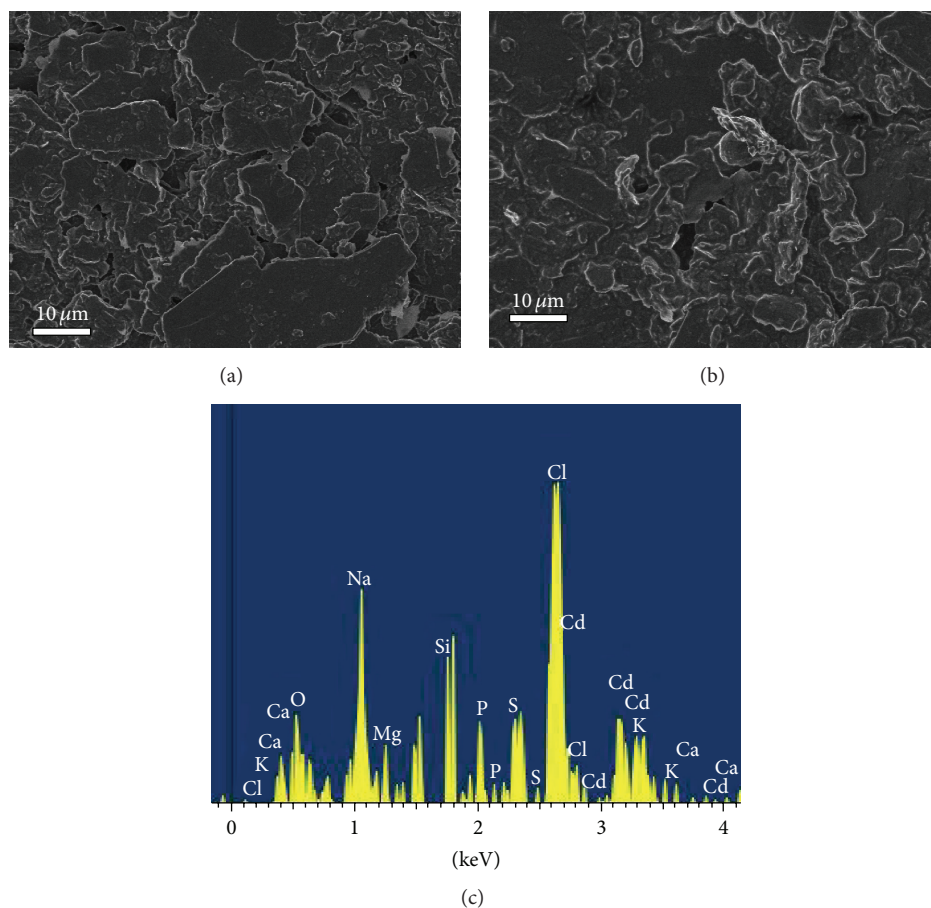 10 μm
10 μm
(a)
(b)
Cl
Na
Cd
Si
Cd
O
Ca
P
S
Cd
Mg
K
Ca
Cl
Ca
K
P
S
K
Ca
Cl
Cd
Cd
0 1 2 3 4
(keV)
(c)